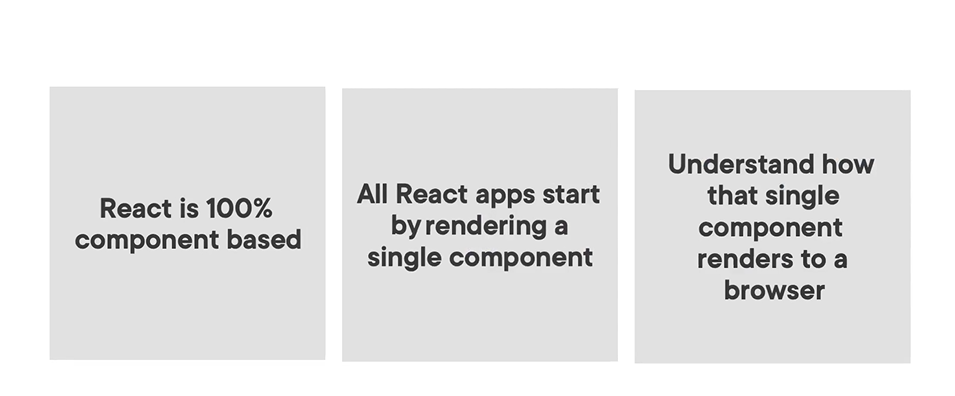 React is 100%
component based
All React apps start
by rendering a
single component
Understand how
that single
component
renders to a
browser